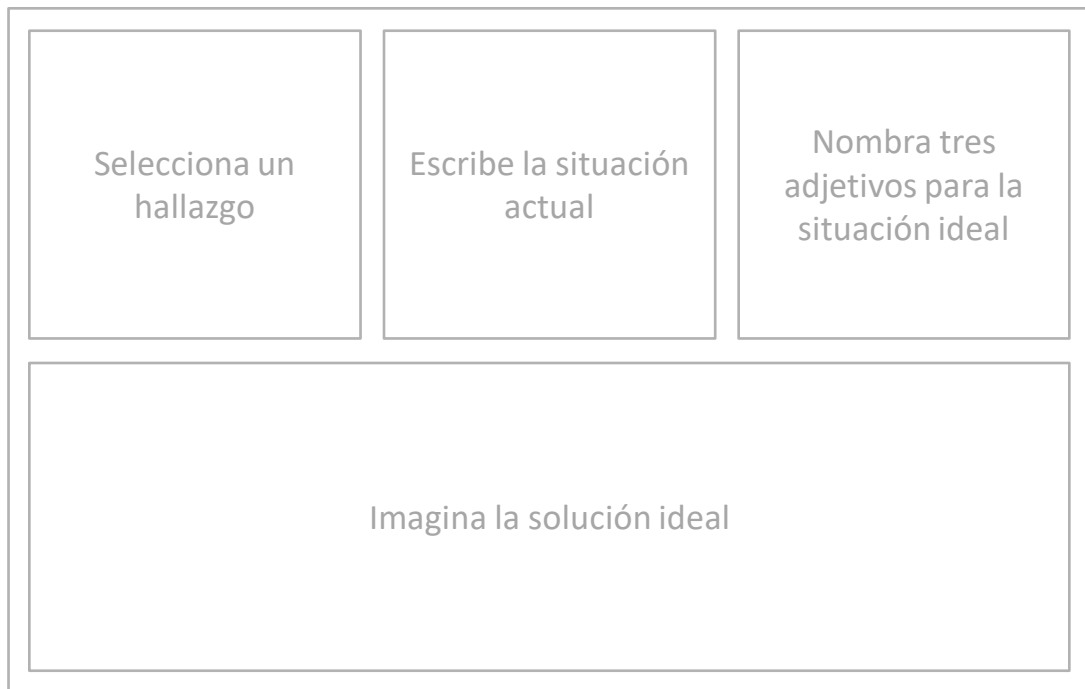 Selecciona un
hallazgo
Escribe la situación
actual
Nombra tres
adjetivos para la
situación ideal
Imagina la solución ideal